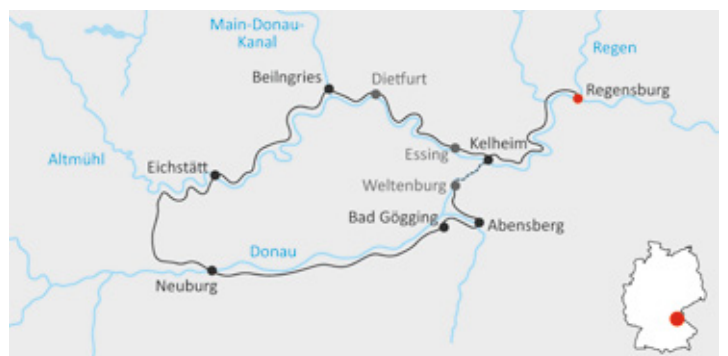 Main-Donau-
Kanal
Regen
Beilngries
Dietfurt
Regensburg
Kelheim
Essing
Altmühl
Eichstätt
Weltenburg
Bad Gögging
Abensberg
Donau
Neuburg